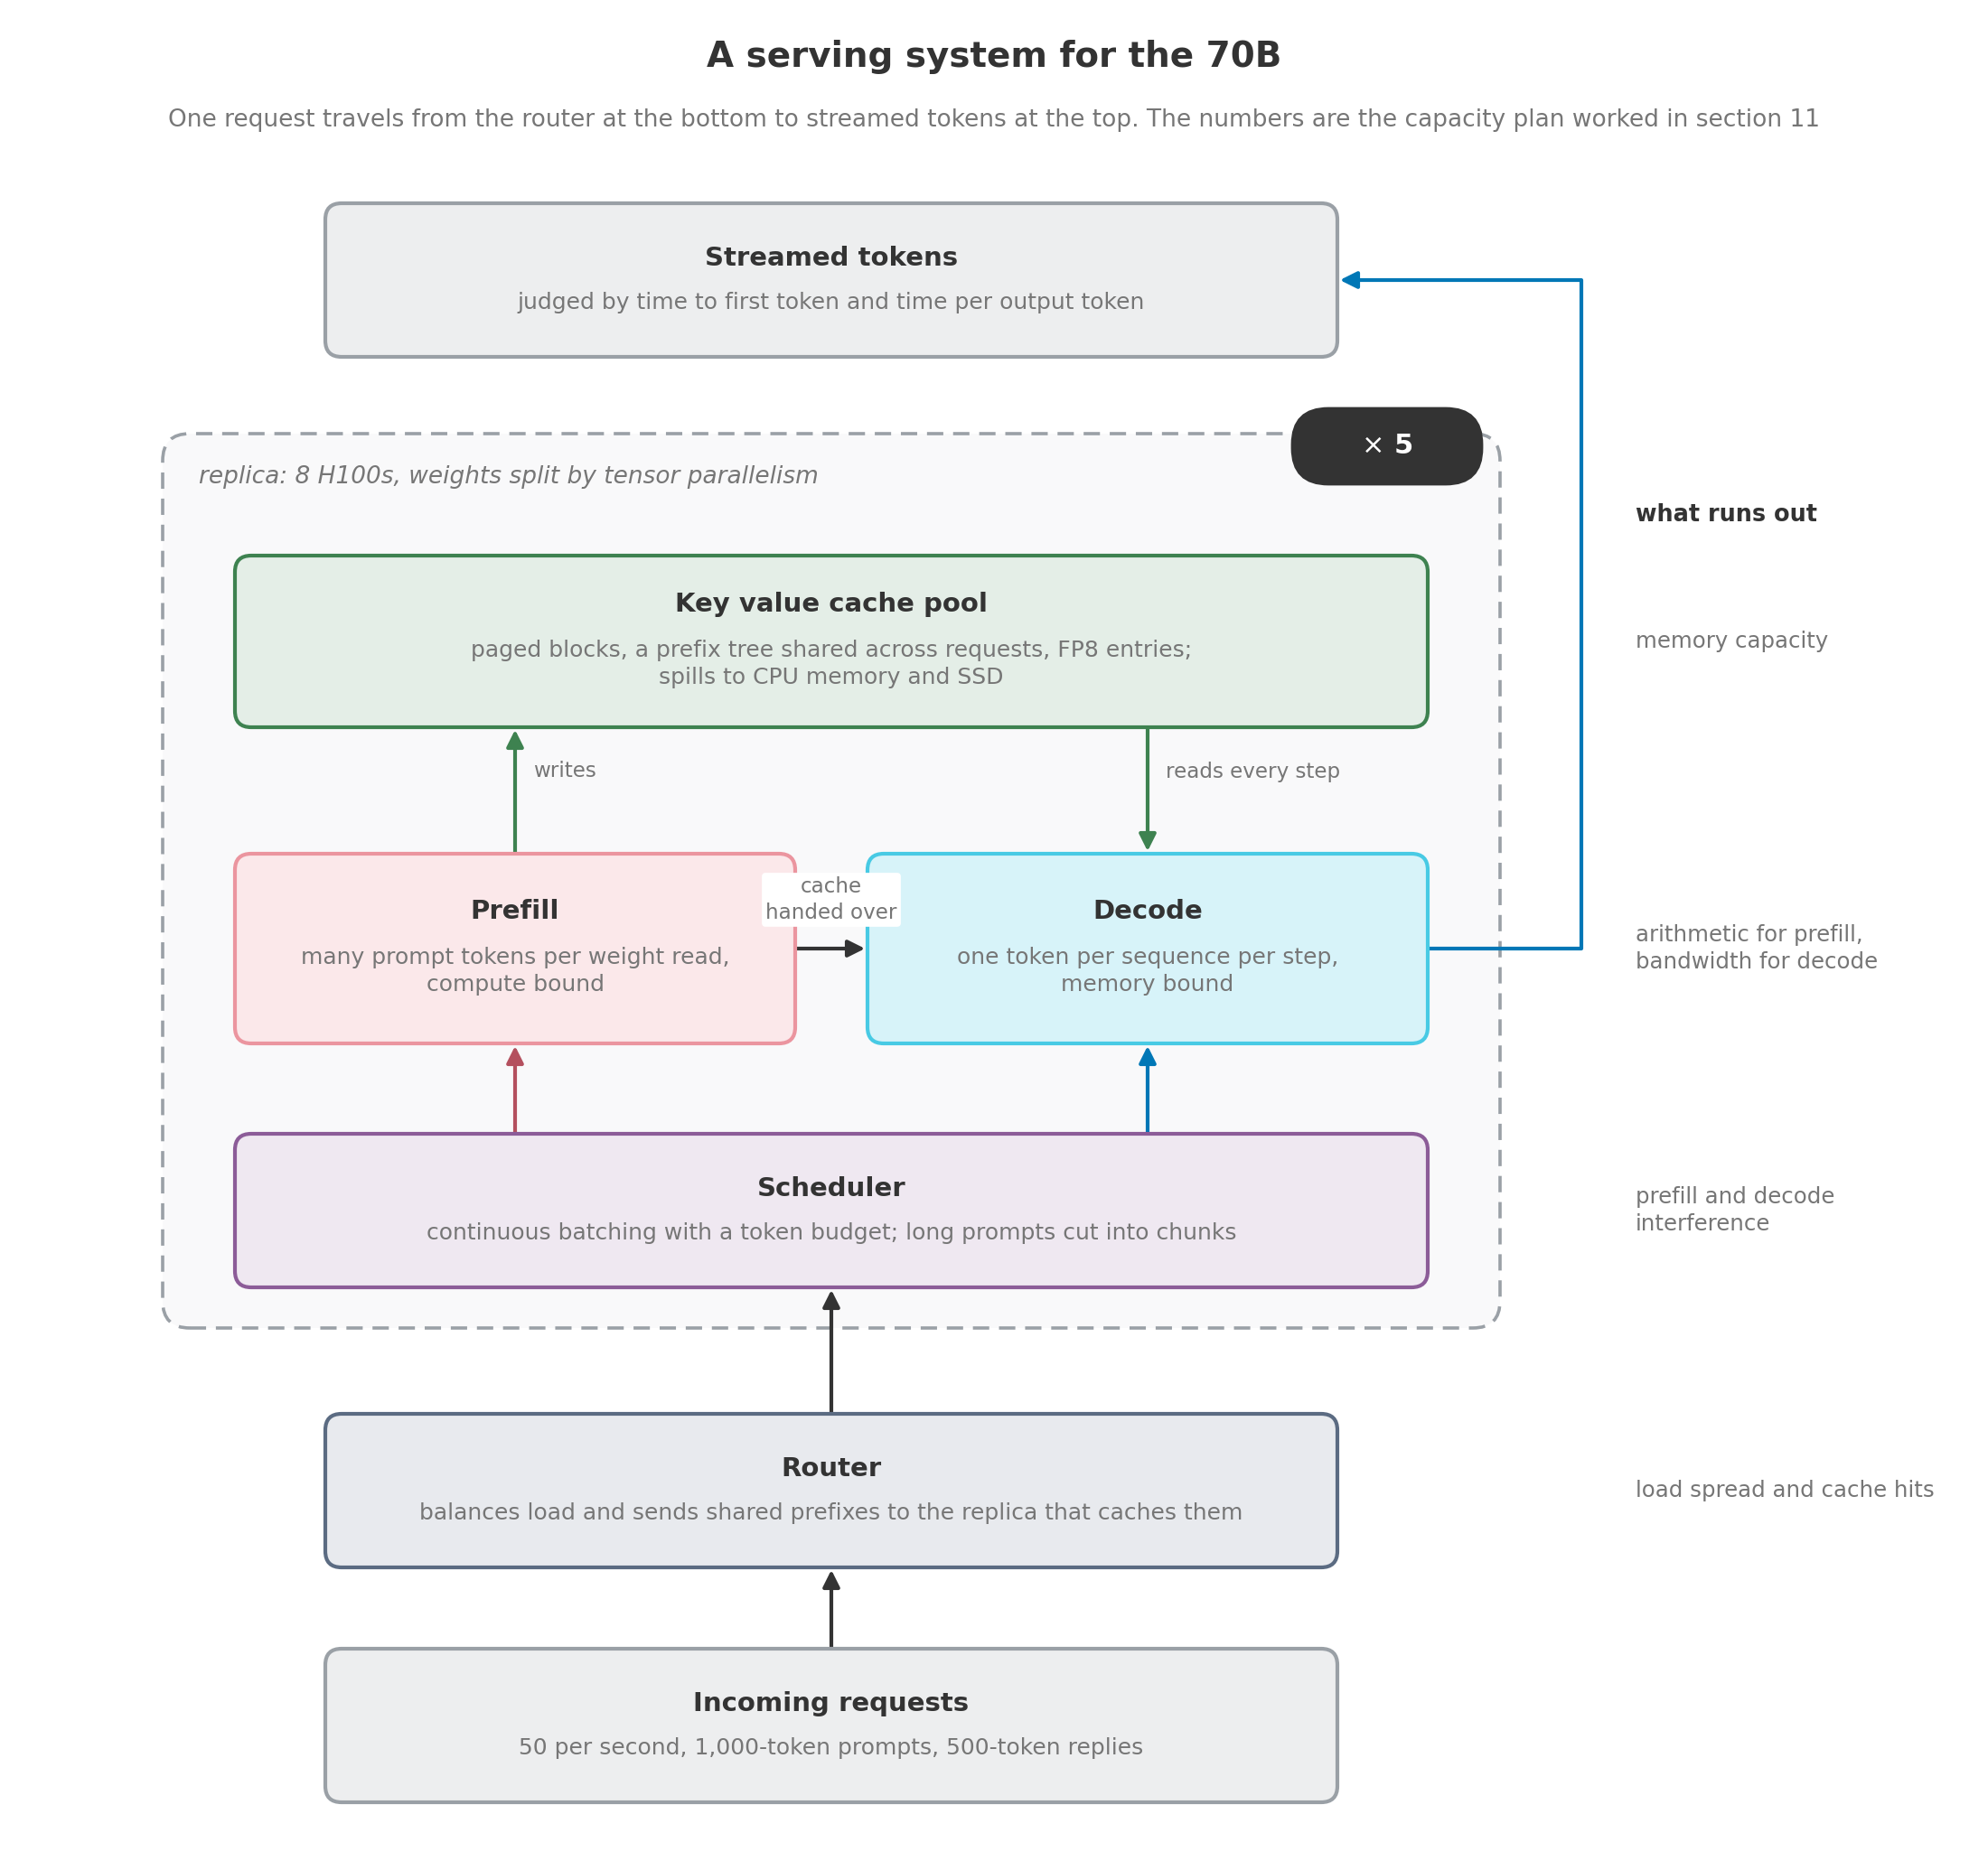 A serving system for the 70B
One request travels from the router at the bottom to streamed tokens at the top. The numbers are the capacity plan worked in section 11
Streamed tokens
judged by time to first token and time per output token
× 5
replica: 8 H100s, weights split by tensor parallelism
what runs out
Key value cache pool
paged blocks, a prefix tree shared across requests, FP8 entries;
spills to CPU memory and SSD
memory capacity
writes
reads every step
cache
handed over
Prefill
many prompt tokens per weight read,
compute bound
Decode
one token per sequence per step,
memory bound
arithmetic for prefill,
bandwidth for decode
Scheduler
continuous batching with a token budget; long prompts cut into chunks
prefill and decode
interference
Router
balances load and sends shared prefixes to the replica that caches them
load spread and cache hits
Incoming requests
50 per second, 1,000-token prompts, 500-token replies